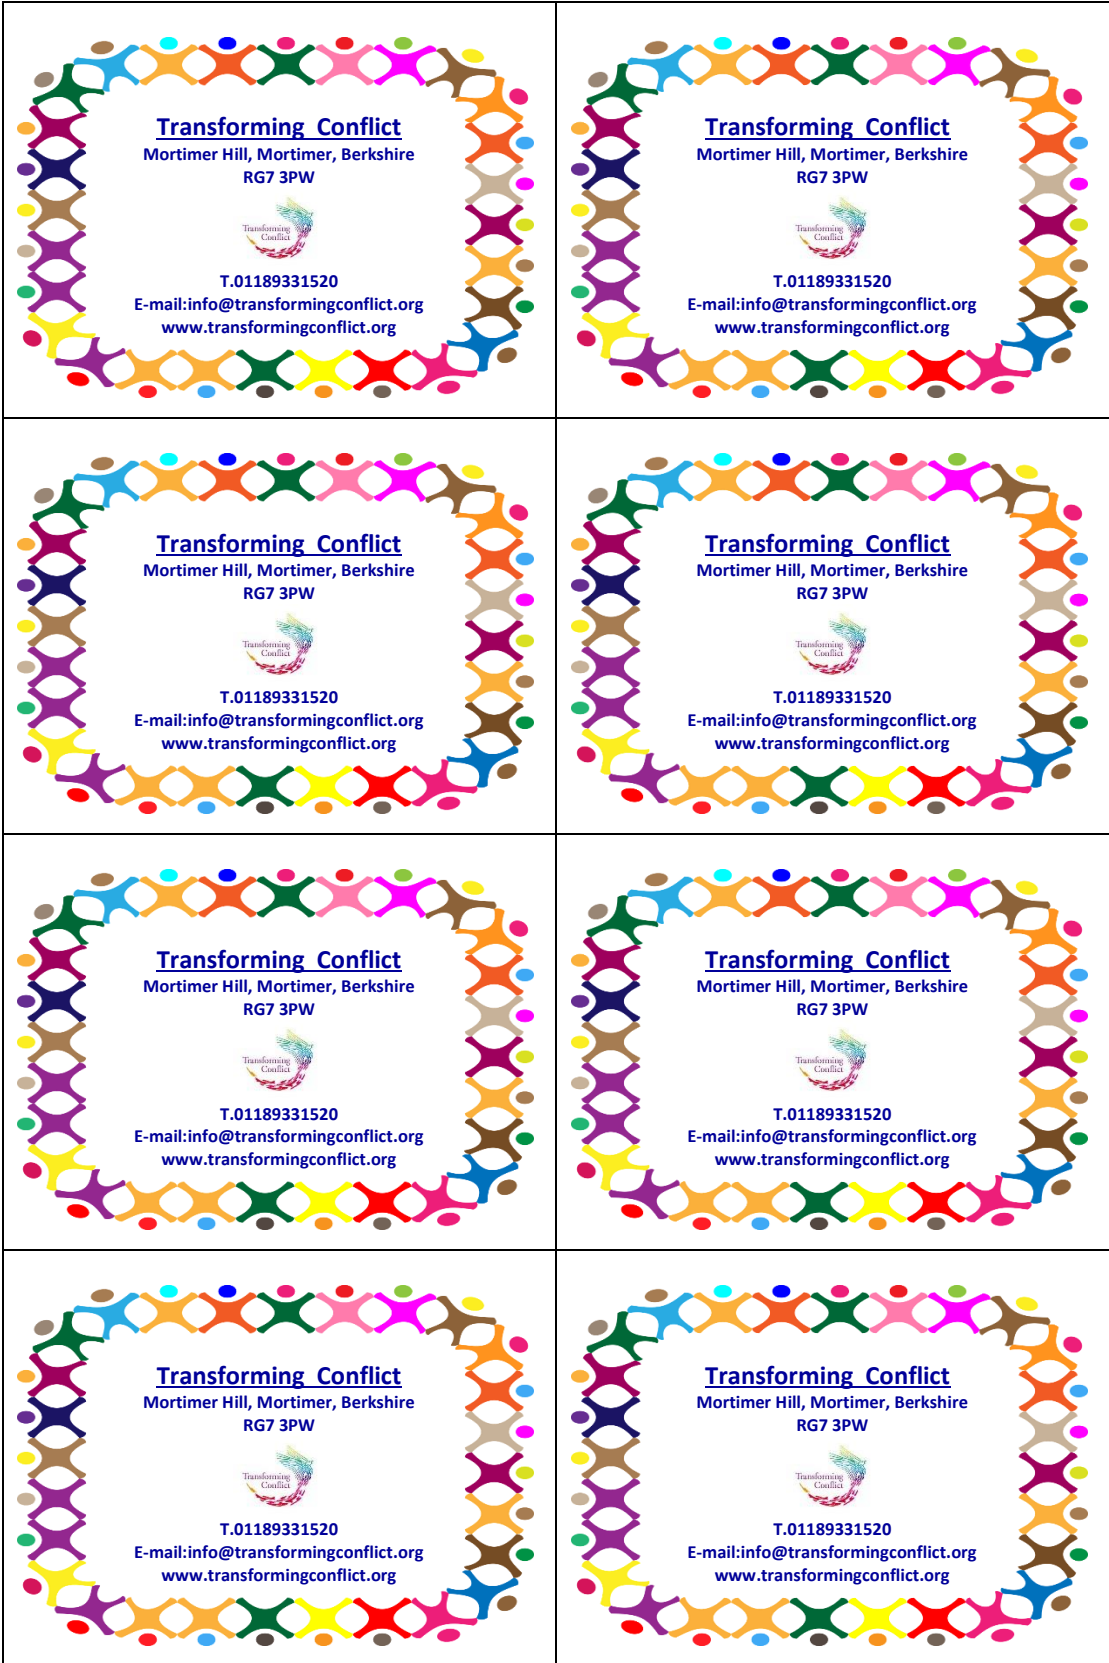 Transforming Conflict
Mortimer Hill, Mortimer, Berkshire
RG7 3PW
Transforming
Conflict
T.01189331520
E-mail:info@transformingconflict.org
www.transformingconflict.org
Transforming Conflict
Mortimer Hill, Mortimer, Berkshire
RG7 3PW
Transforming
Conflict
T.01189331520
E-mail:info@transformingconflict.org
www.transformingconflict.org
Transforming Conflict
Mortimer Hill, Mortimer, Berkshire
RG7 3PW
Transforming
Conflict
T.01189331520
E-mail:info@transformingconflict.org
www.transformingconflict.org
Transforming Conflict
Mortimer Hill, Mortimer, Berkshire
RG7 3PW
Transforming
Conflict
T.01189331520
E-mail:info@transformingconflict.org
www.transformingconflict.org
Transforming Conflict
Mortimer Hill, Mortimer, Berkshire
RG7 3PW
Transforming
Conflict
T.01189331520
E-mail:info@transformingconflict.org
www.transformingconflict.org
Transforming Conflict
Mortimer Hill, Mortimer, Berkshire
RG7 3PW
Transforming
Conflict
T.01189331520
E-mail:info@transformingconflict.org
www.transformingconflict.org
Transforming Conflict
Mortimer Hill, Mortimer, Berkshire
RG7 3PW
Transforming
Conflict
T.01189331520
E-mail:info@transformingconflict.org
www.transformingconflict.org
Transforming Conflict
Mortimer Hill, Mortimer, Berkshire
RG7 3PW
Transforming
Conflict
T.01189331520
E-mail:info@transformingconflict.org
www.transformingconflict.org